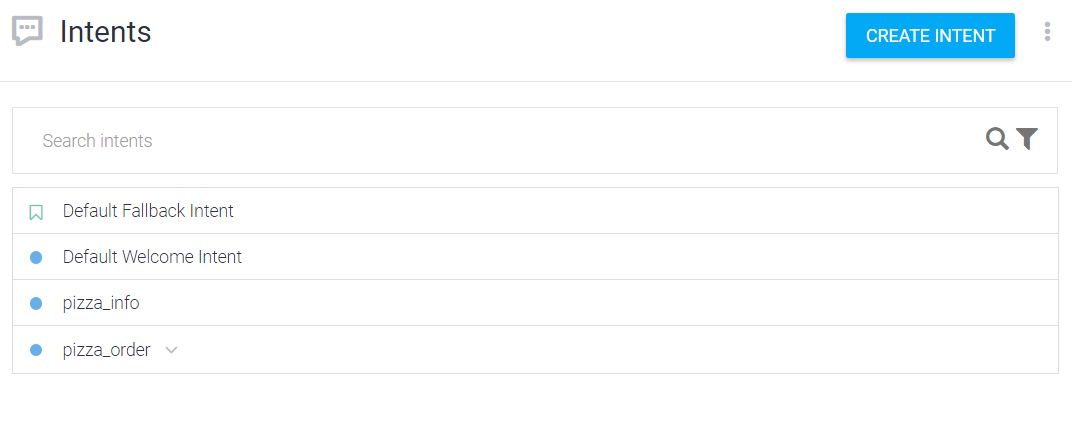 Intents
CREATE INTENT
Search intents
Default Fallback Intent
Default Welcome Intent
pizza_info
pizza_order